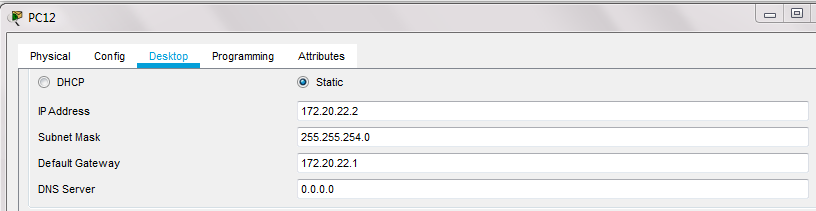 PC12
Physical Config Desktop Programming Attributes
DHCP Static
IP Address 172.20.22.2
Subnet Mask 255.255.254.0
Default Gateway 172.20.22.1
DNS Server 0.0.0.0